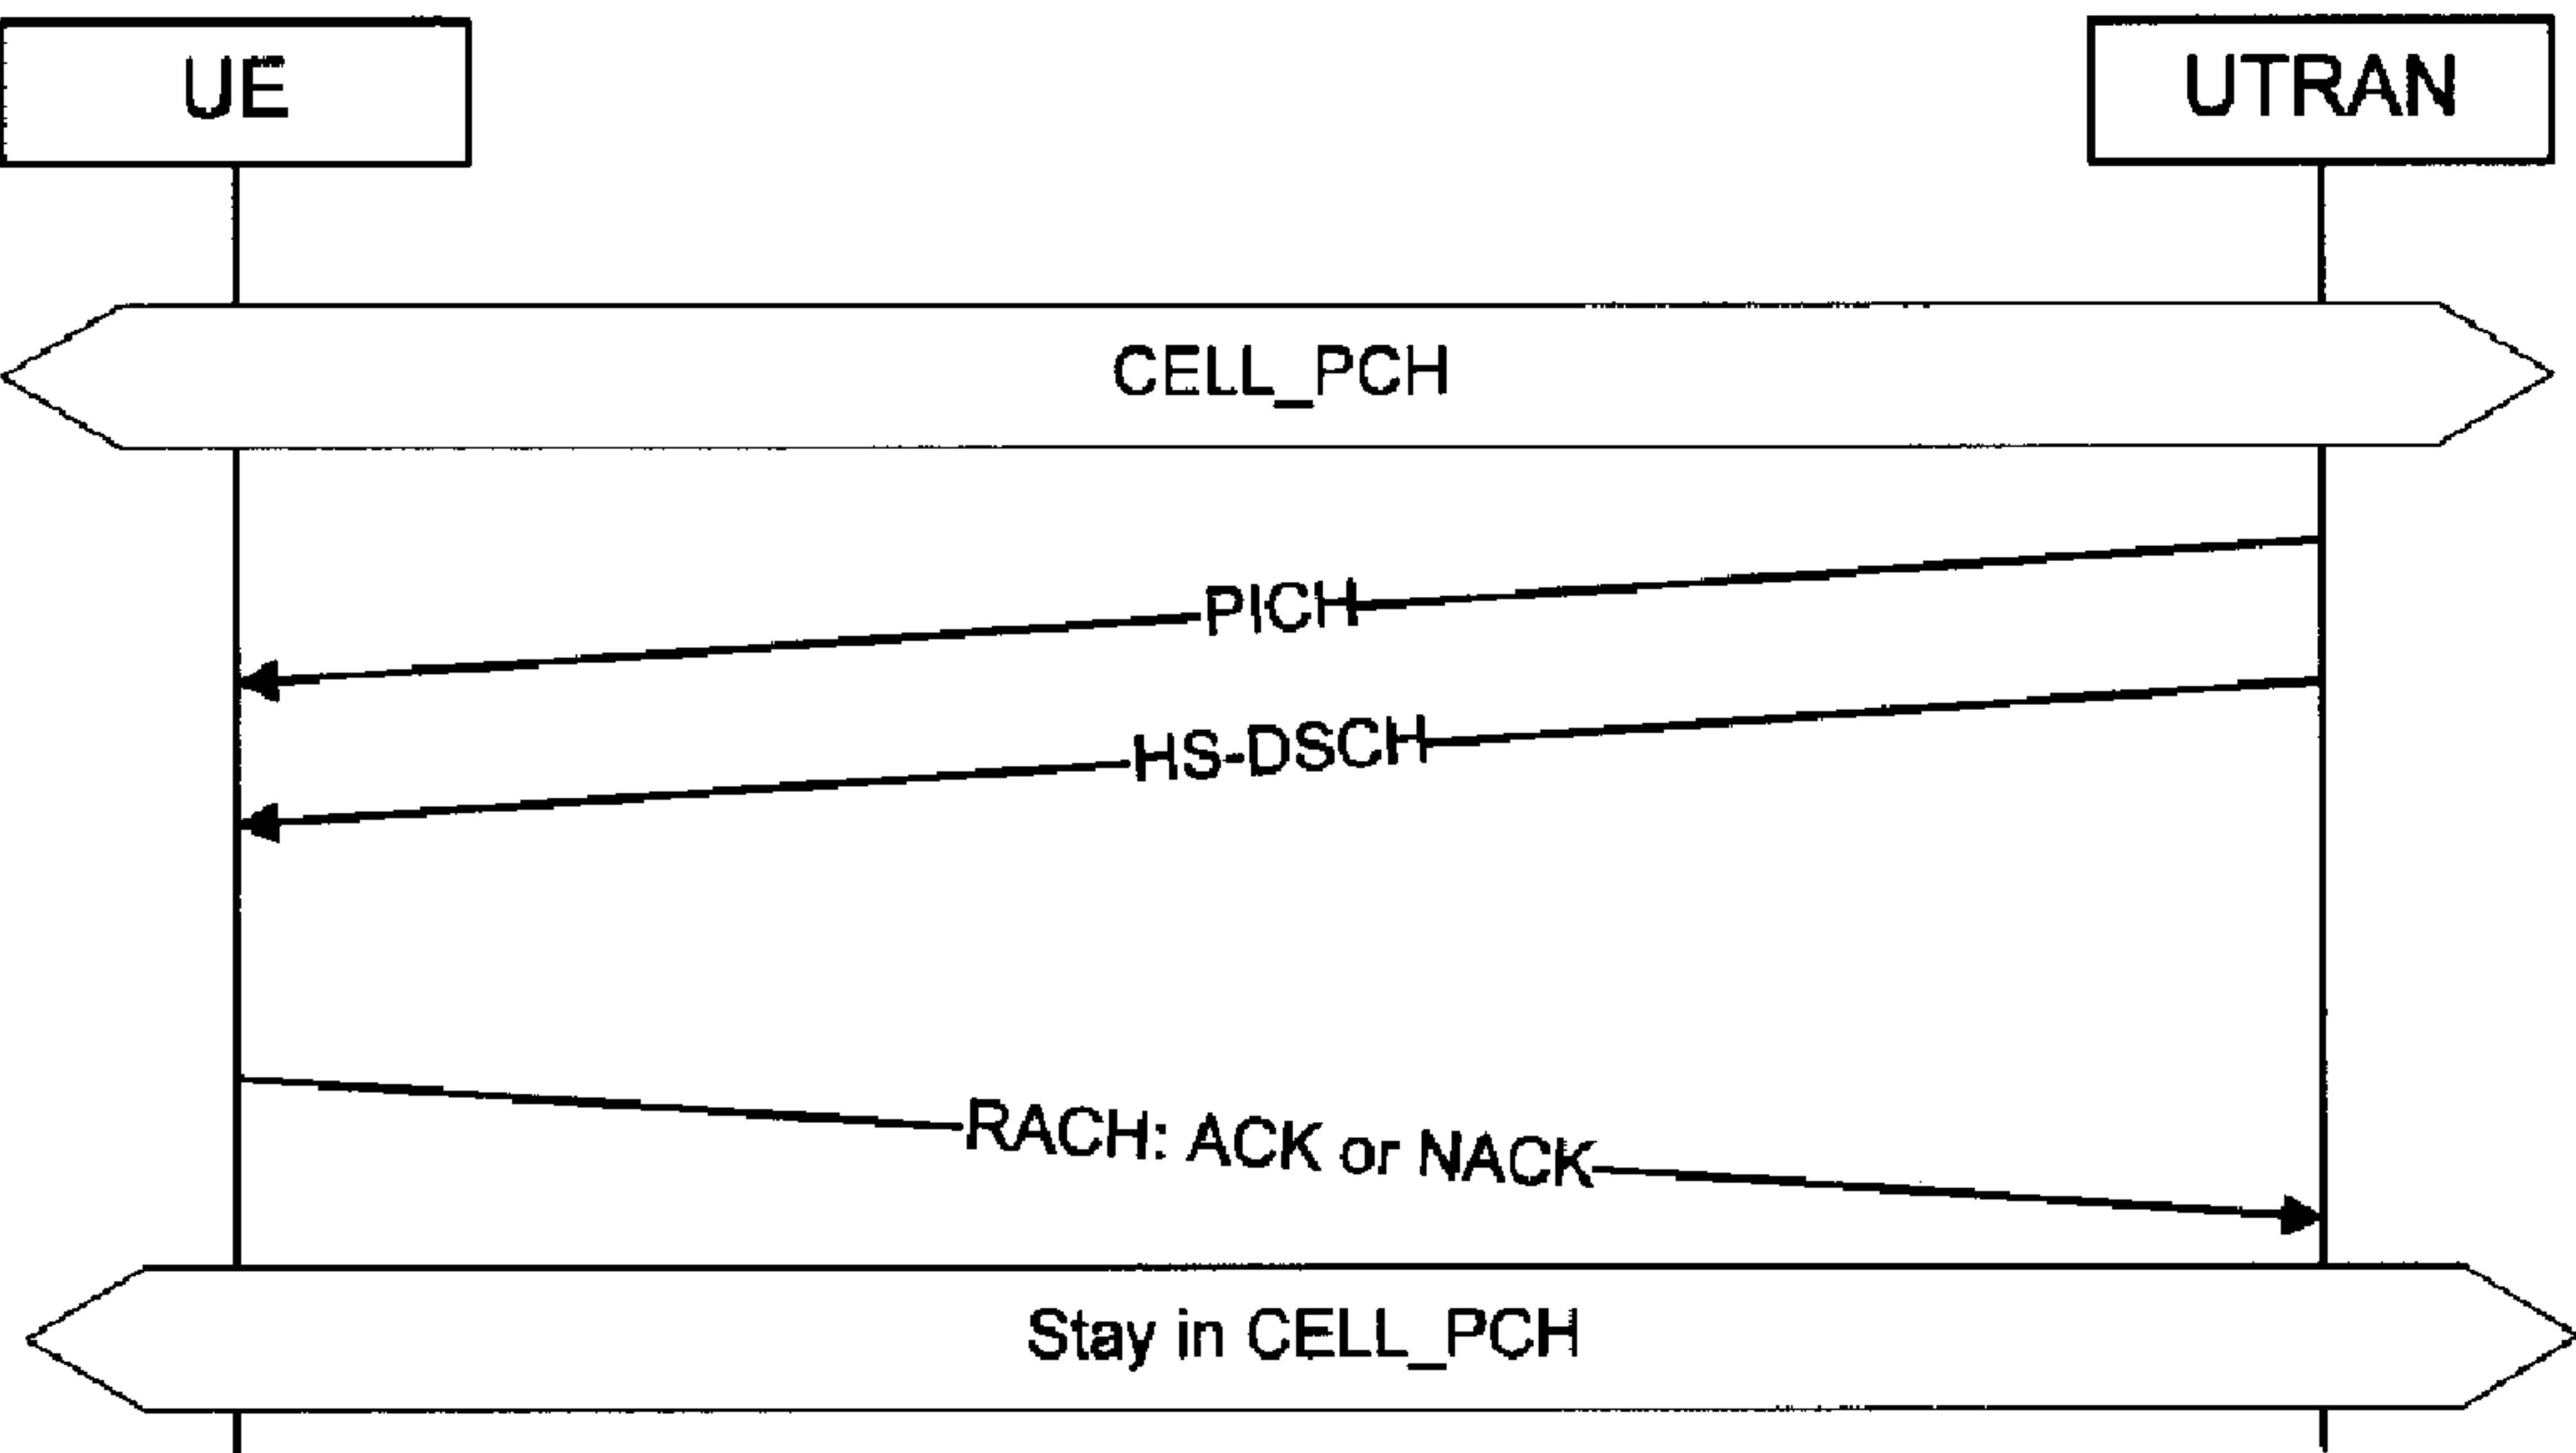 UE
UTRAN
CELL_PCH
PICH
HS-DSCH
RACH: ACK or NACK
Stay in CELL_PCH